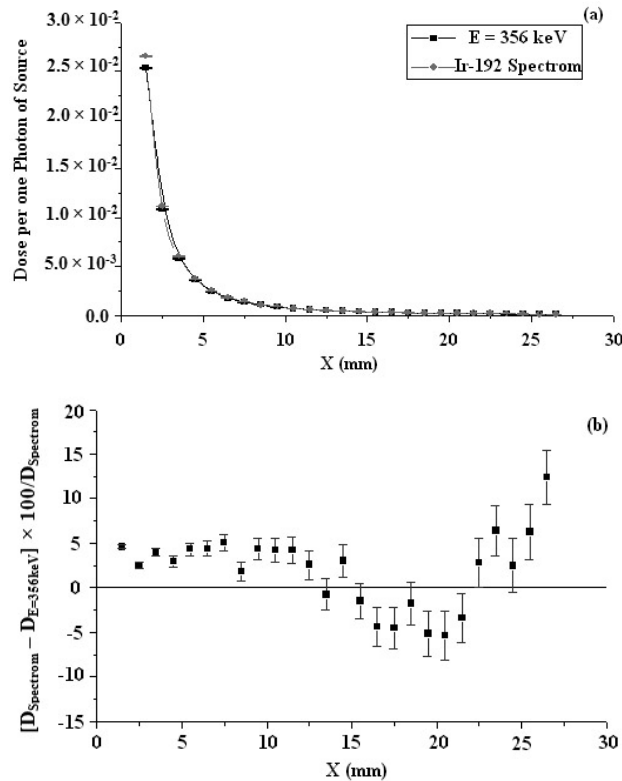 (a)
E = 356 keV
Ir-192 Spectrom
Dose per one Photon of Source
3.0 × 10⁻²
2.5 × 10⁻²
2.0 × 10⁻²
1.5 × 10⁻²
1.0 × 10⁻²
5.0 × 10⁻³
0.0
0 5 10 15 20 25 30
X (mm)
(b)
[D_Spectrom − D_E=356keV] × 100/D_Spectrom
20
15
10
5
0
-5
-10
-15
0 5 10 15 20 25 30
X (mm)